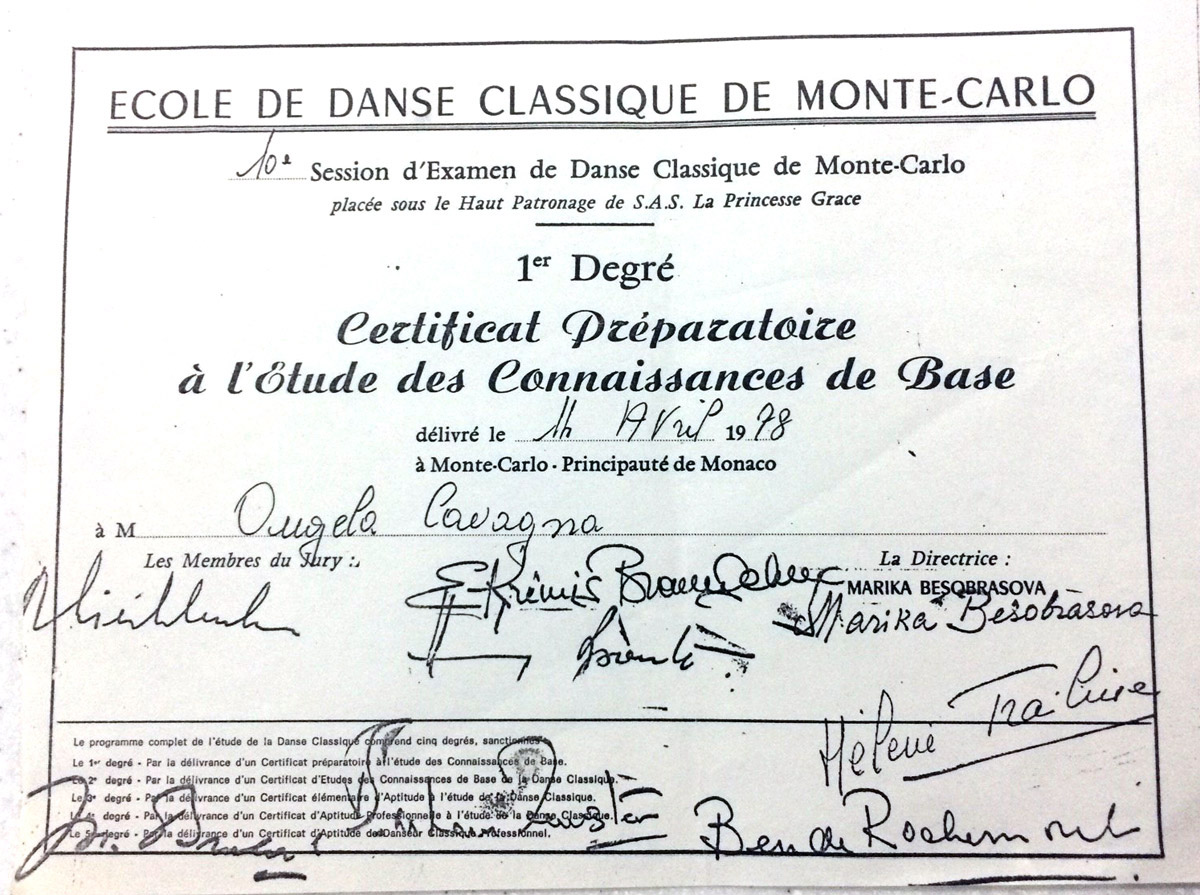 ECOLE DE DANSE CLASSIQUE DE MONTE-CARLO
10e Session d'Examen de Danse Classique de Monte-Carlo
placée sous le Haut Patronage de S.A.S. La Princesse Grace
1er Degré
Certificat Préparatoire
à l'Etude des Connaissances de Base
délivré le Avril 1978
à Monte-Carlo - Principauté de Monaco
à M Angela Cavagna
Les Membres du Jury :
La Directrice :
MARIKA BESOBRASOVA
Marika Besobrasova
Hélène Traïline
Le programme complet de l'étude de la Danse Classique comprend cinq degrés, sanctionnés
Le 1er degré - Par la délivrance d'un Certificat préparatoire à l'étude des Connaissances de Base.
Le 2e degré - Par la délivrance d'un Certificat d'Etudes des Connaissances de Base de la Danse Classique.
Le 3e degré - Par la délivrance d'un Certificat élémentaire d'Aptitude à l'étude de la Danse Classique.
Le 4e degré - Par la délivrance d'un Certificat d'Aptitude Professionnelle à l'étude de la Danse Classique.
Le 5e degré - Par la délivrance d'un Certificat d'Aptitude de Danseur Classique Professionnel.
Ben de Rochemont